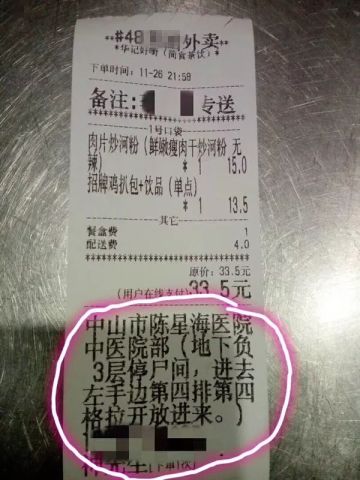 #48 外卖
*华记好嘢（简蜜茶饮）*
下单时间：11-26 21:59
备注： 专送
1号口袋
肉片炒河粉（鲜嫩瘦肉干炒河粉 无
辣）
* 1 15.0
招牌鸡扒包+饮品（单点）
* 1 13.5
其它
餐盒费 1
配送费 4.0
原价：33.5元
（用户在线支付）33.5元
中山市陈星海医院
中医院部（地下负
3层停尸间，进去
左手边第四排第四
格拉开放进来。）